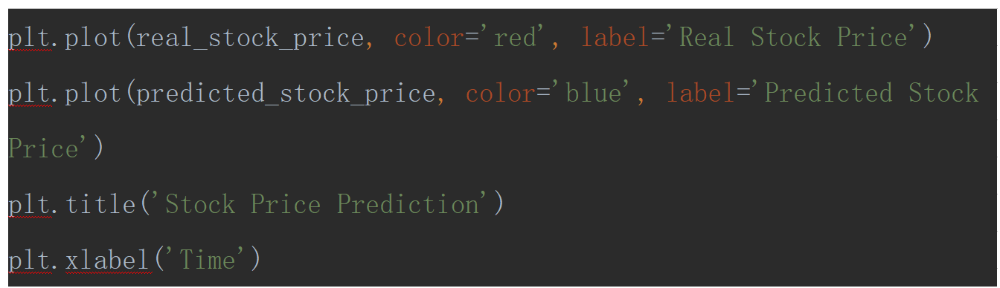 plt.plot(real_stock_price, color='red', label='Real Stock Price')
plt.plot(predicted_stock_price, color='blue', label='Predicted Stock
Price')
plt.title('Stock Price Prediction')
plt.xlabel('Time')